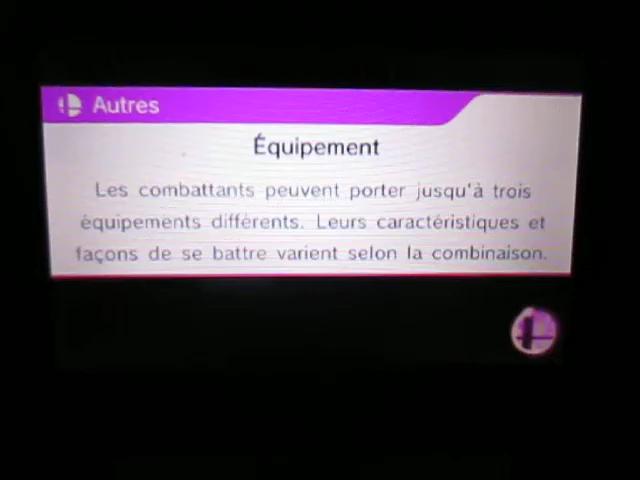 Autres
Équipement
Les combattants peuvent porter jusqu'à trois
équipements différents. Leurs caractéristiques et
façons de se battre varient selon la combinaison.